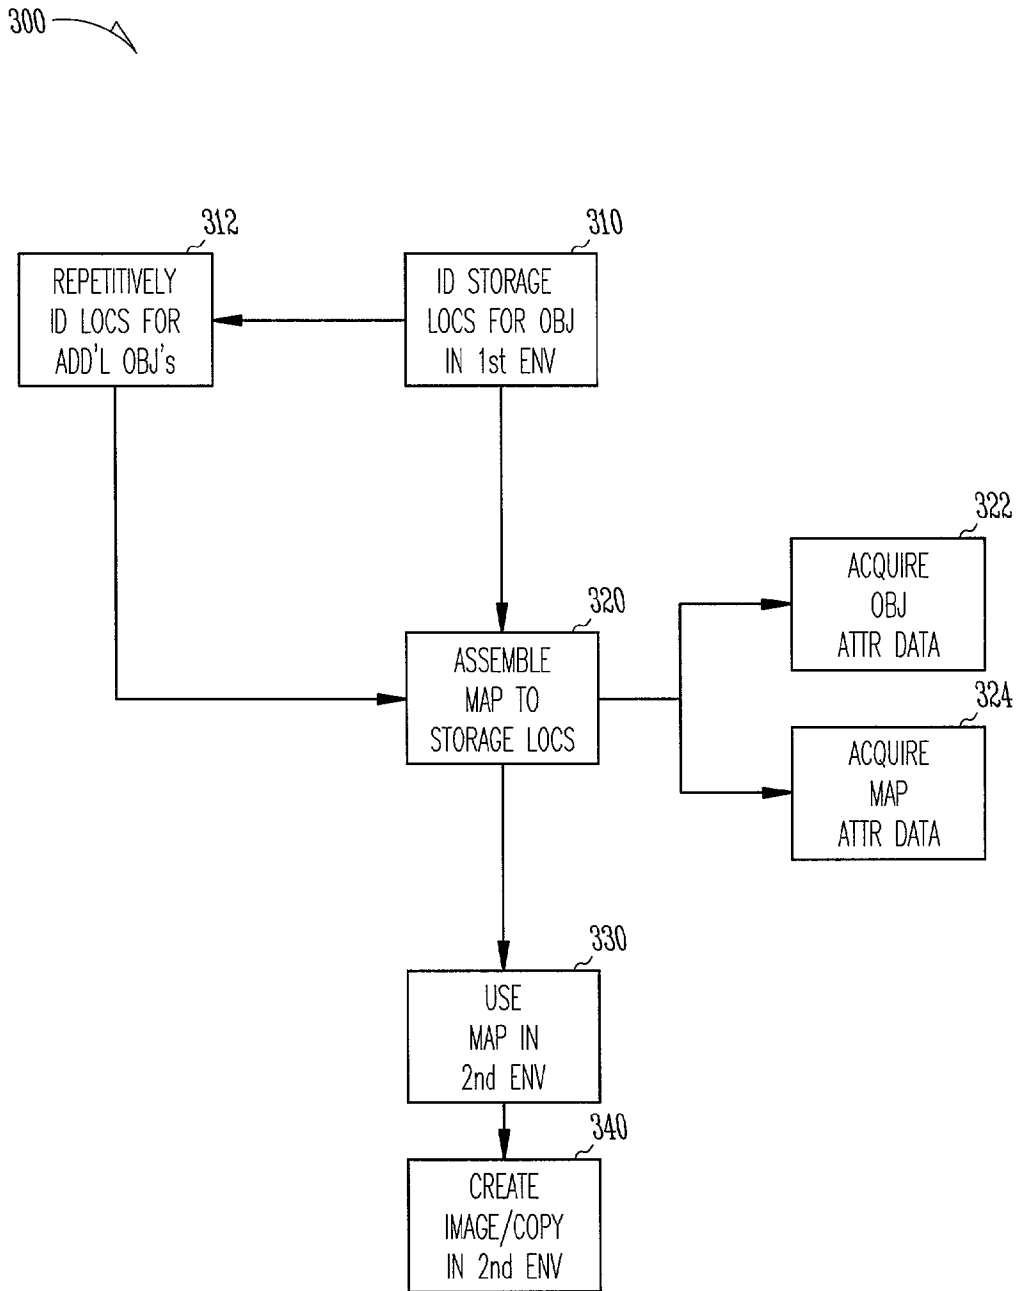 300
312
REPETITIVELY
ID LOCS FOR
ADD'L OBJ's
310
ID STORAGE
LOCS FOR OBJ
IN 1st ENV
322
ACQUIRE
OBJ
ATTR DATA
320
ASSEMBLE
MAP TO
STORAGE LOCS
324
ACQUIRE
MAP
ATTR DATA
330
USE
MAP IN
2nd ENV
340
CREATE
IMAGE/COPY
IN 2nd ENV